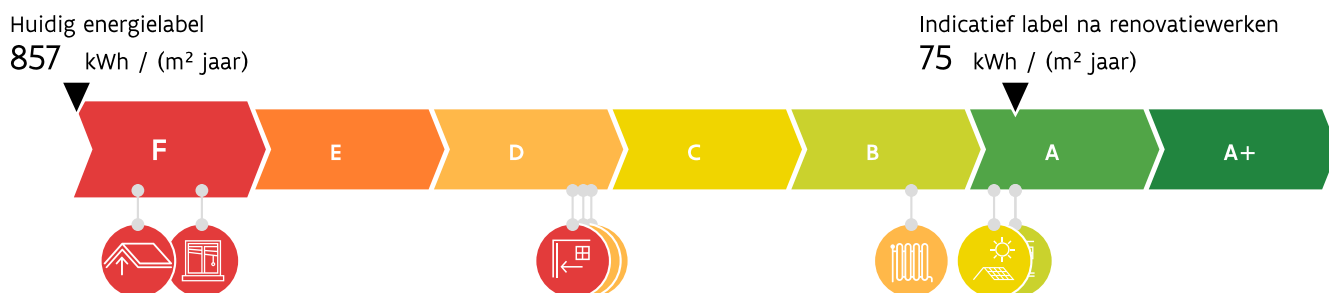 Huidig energielabel
857 kWh / (m² jaar)
Indicatief label na renovatiewerken
75 kWh / (m² jaar)
F E D C B A A+